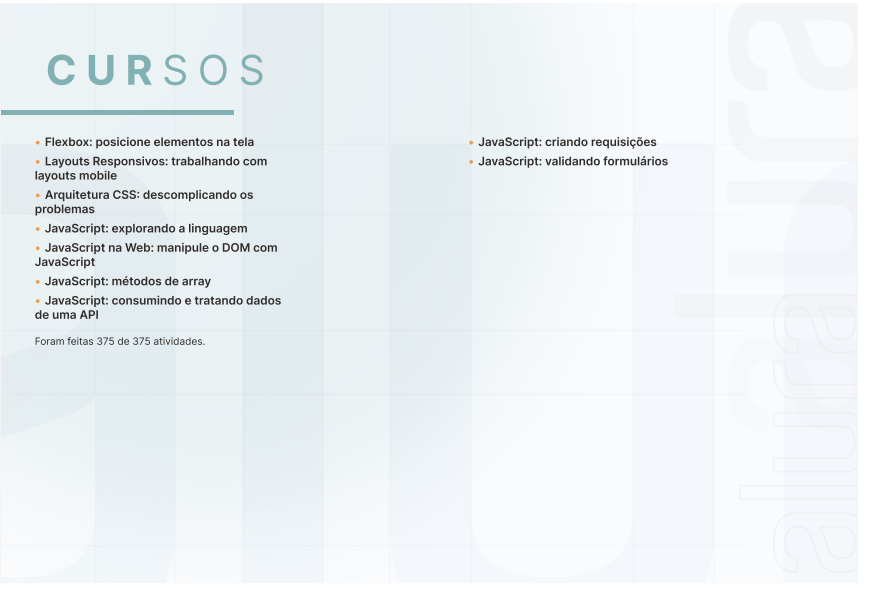 CURSOS
• Flexbox: posicione elementos na tela
• Layouts Responsivos: trabalhando com
layouts mobile
• Arquitetura CSS: descomplicando os
problemas
• JavaScript: explorando a linguagem
• JavaScript na Web: manipule o DOM com
JavaScript
• JavaScript: métodos de array
• JavaScript: consumindo e tratando dados
de uma API
Foram feitas 375 de 375 atividades.
• JavaScript: criando requisições
• JavaScript: validando formulários
alura